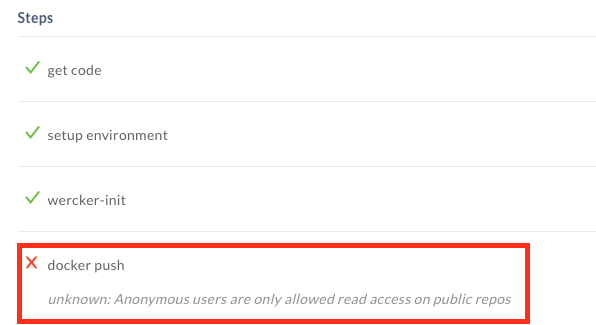 Steps
get code
setup environment
wercker-init
docker push
unknown: Anonymous users are only allowed read access on public repos